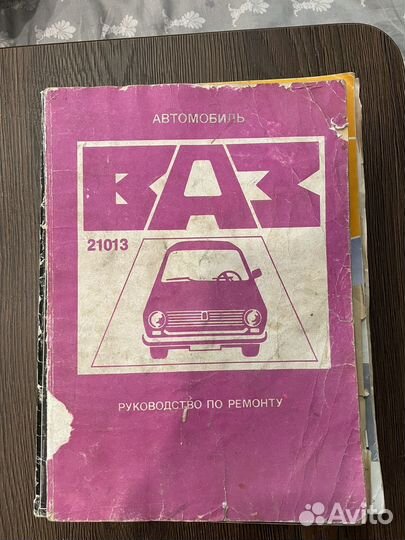 АВТОМОБИЛЬ
ВАЗ
21013
РУКОВОДСТВО ПО РЕМОНТУ
Avito